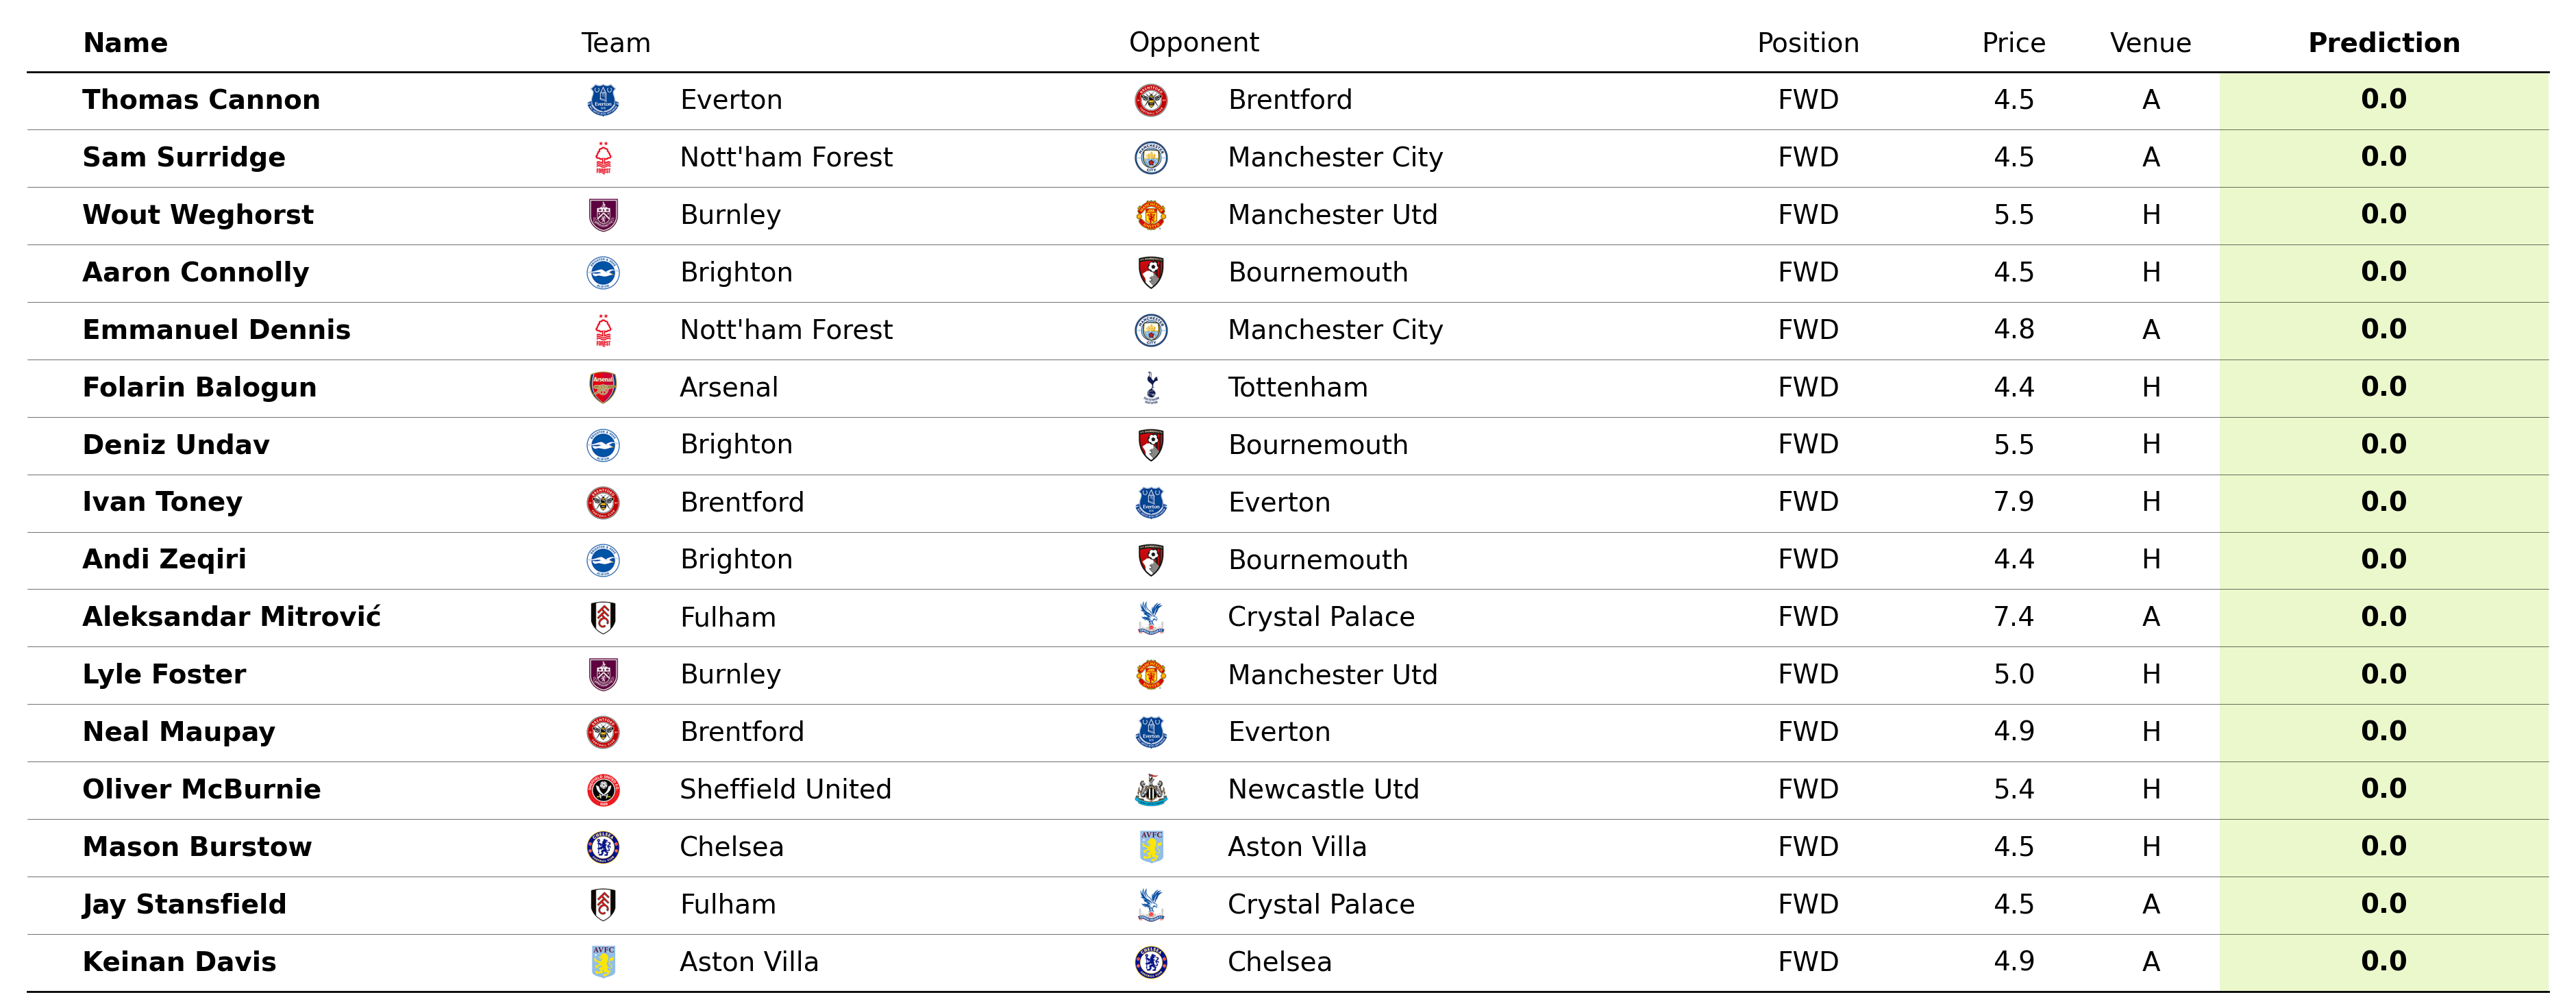 Name Team Opponent Position Price Venue Prediction
Thomas Cannon Everton Brentford FWD 4.5 A 0.0
Sam Surridge Nott'ham Forest Manchester City FWD 4.5 A 0.0
Wout Weghorst Burnley Manchester Utd FWD 5.5 H 0.0
Aaron Connolly Brighton Bournemouth FWD 4.5 H 0.0
Emmanuel Dennis Nott'ham Forest Manchester City FWD 4.8 A 0.0
Folarin Balogun Arsenal Tottenham FWD 4.4 H 0.0
Deniz Undav Brighton Bournemouth FWD 5.5 H 0.0
Ivan Toney Brentford Everton FWD 7.9 H 0.0
Andi Zeqiri Brighton Bournemouth FWD 4.4 H 0.0
Aleksandar Mitrović Fulham Crystal Palace FWD 7.4 A 0.0
Lyle Foster Burnley Manchester Utd FWD 5.0 H 0.0
Neal Maupay Brentford Everton FWD 4.9 H 0.0
Oliver McBurnie Sheffield United Newcastle Utd FWD 5.4 H 0.0
Mason Burstow Chelsea Aston Villa FWD 4.5 H 0.0
Jay Stansfield Fulham Crystal Palace FWD 4.5 A 0.0
Keinan Davis Aston Villa Chelsea FWD 4.9 A 0.0